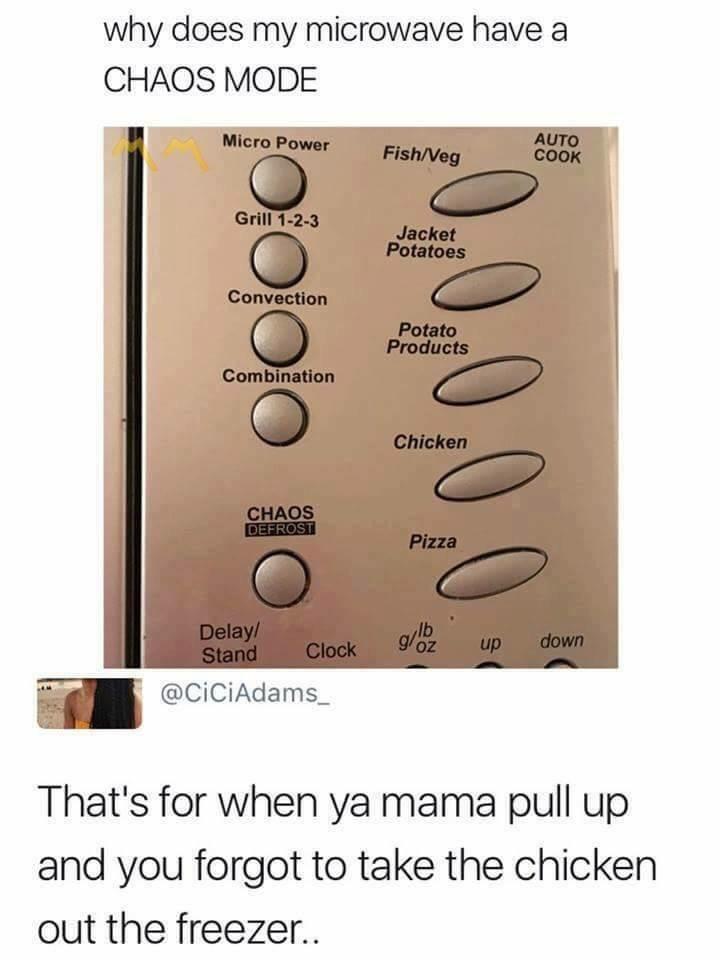 why does my microwave have a
CHAOS MODE
Micro Power
Grill 1-2-3
Convection
Combination
CHAOS
DEFROST
Delay/
Stand
Clock
AUTO
COOK
Fish/Veg
Jacket
Potatoes
Potato
Products
Chicken
Pizza
g/lb
oz
up
down
@CiCiAdams_
That's for when ya mama pull up
and you forgot to take the chicken
out the freezer..